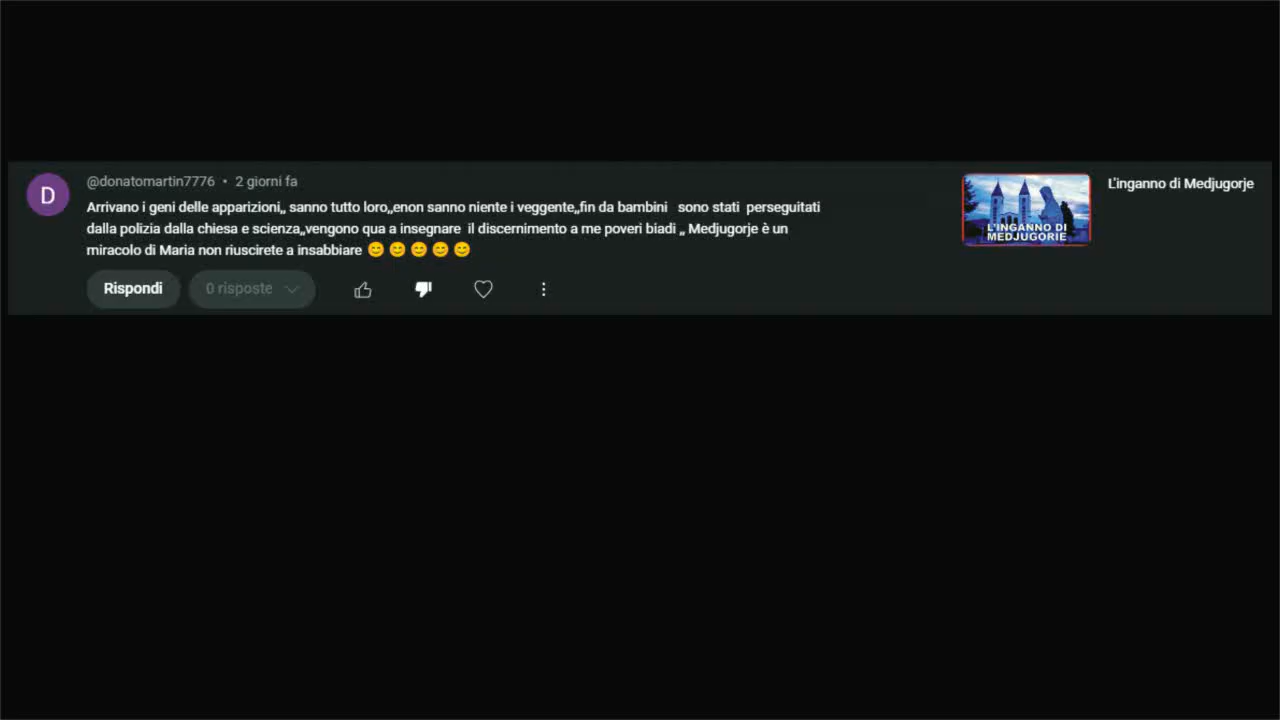 D
@donatomartin7776 • 2 giorni fa
Arrivano i geni delle apparizioni,, sanno tutto loro,,enon sanno niente i veggente,,fin da bambini sono stati perseguitati
dalla polizia dalla chiesa e scienza,,vengono qua a insegnare il discernimento a me poveri biadi ,, Medjugorje è un
miracolo di Maria non riuscirete a insabbiare 😊 😊 😊 😊 😊
Rispondi
0 risposte
L'INGANNO DI
MEDJUGORIE
L'inganno di Medjugorje